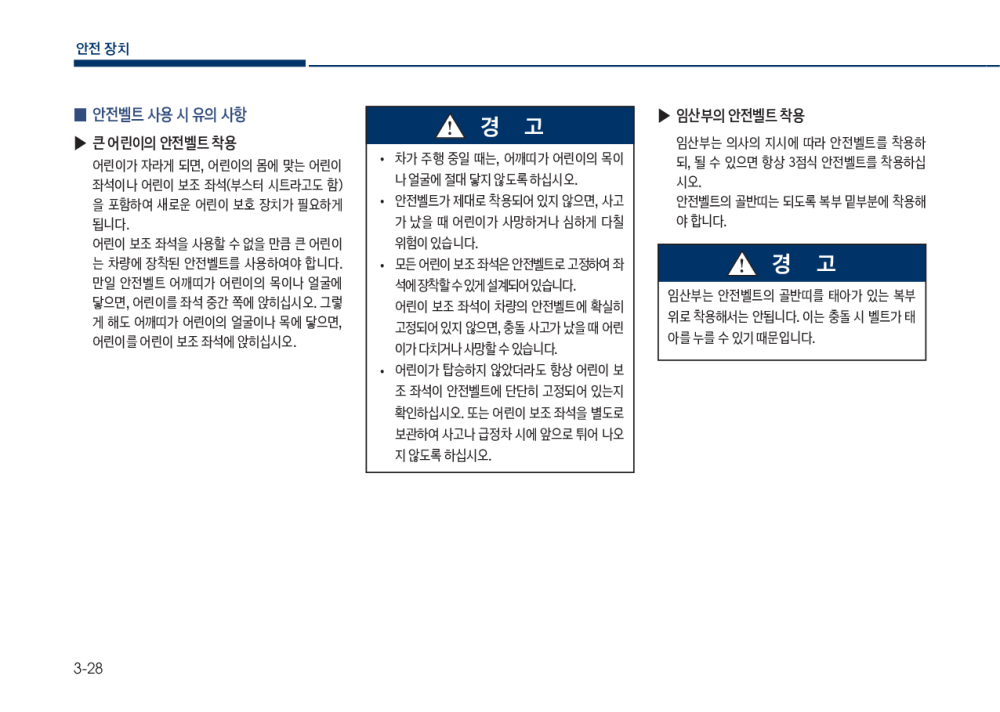 안전 장치
■ 안전벨트 사용 시 유의 사항
▶ 큰 어린이의 안전벨트 착용
어린이가 자라게 되면, 어린이의 몸에 맞는 어린이
좌석이나 어린이 보조 좌석(부스터 시트라고도 함)
을 포함하여 새로운 어린이 보호 장치가 필요하게
됩니다.
어린이 보조 좌석을 사용할 수 없을 만큼 큰 어린이
는 차량에 장착된 안전벨트를 사용하여야 합니다.
만일 안전벨트 어깨띠가 어린이의 목이나 얼굴에
닿으면, 어린이를 좌석 중간 쪽에 앉히십시오. 그렇
게 해도 어깨띠가 어린이의 얼굴이나 목에 닿으면,
어린이를 어린이 보조 좌석에 앉히십시오.
경 고
• 차가 주행 중일 때는, 어깨띠가 어린이의 목이
나 얼굴에 절대 닿지 않도록 하십시오.
• 안전벨트가 제대로 착용되어 있지 않으면, 사고
가 났을 때 어린이가 사망하거나 심하게 다칠
위험이 있습니다.
• 모든 어린이 보조 좌석은 안전벨트로 고정하여 좌
석에 장착할 수 있게 설계되어 있습니다.
어린이 보조 좌석이 차량의 안전벨트에 확실히
고정되어 있지 않으면, 충돌 사고가 났을 때 어린
이가 다치거나 사망할 수 있습니다.
• 어린이가 탑승하지 않았더라도 항상 어린이 보
조 좌석이 안전벨트에 단단히 고정되어 있는지
확인하십시오. 또는 어린이 보조 좌석을 별도로
보관하여 사고나 급정차 시에 앞으로 튀어 나오
지 않도록 하십시오.
▶ 임산부의 안전벨트 착용
임산부는 의사의 지시에 따라 안전벨트를 착용하
되, 될 수 있으면 항상 3점식 안전벨트를 착용하십
시오.
안전벨트의 골반띠는 되도록 복부 밑부분에 착용해
야 합니다.
경 고
임산부는 안전벨트의 골반띠를 태아가 있는 복부
위로 착용해서는 안됩니다. 이는 충돌 시 벨트가 태
아를 누를 수 있기 때문입니다.
3-28